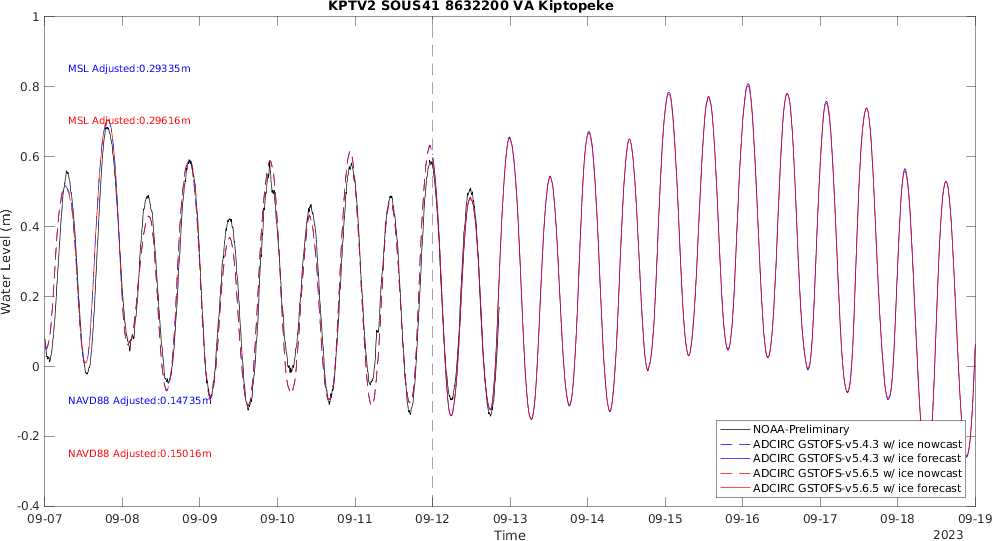 KPTV2 SOUS41 8632200 VA Kiptopeke
1
0.8
0.6
0.4
0.2
0
-0.2
-0.4
Water Level (m)
MSL Adjusted:0.29335m
MSL Adjusted:0.29616m
NAVD88 Adjusted:0.14735m
NAVD88 Adjusted:0.15016m
NOAA-Preliminary
ADCIRC GSTOFS-v5.4.3 w/ ice nowcast
ADCIRC GSTOFS-v5.4.3 w/ ice forecast
ADCIRC GSTOFS-v5.6.5 w/ ice nowcast
ADCIRC GSTOFS-v5.6.5 w/ ice forecast
09-07 09-08 09-09 09-10 09-11 09-12 09-13 09-14 09-15 09-16 09-17 09-18 09-19
Time
2023